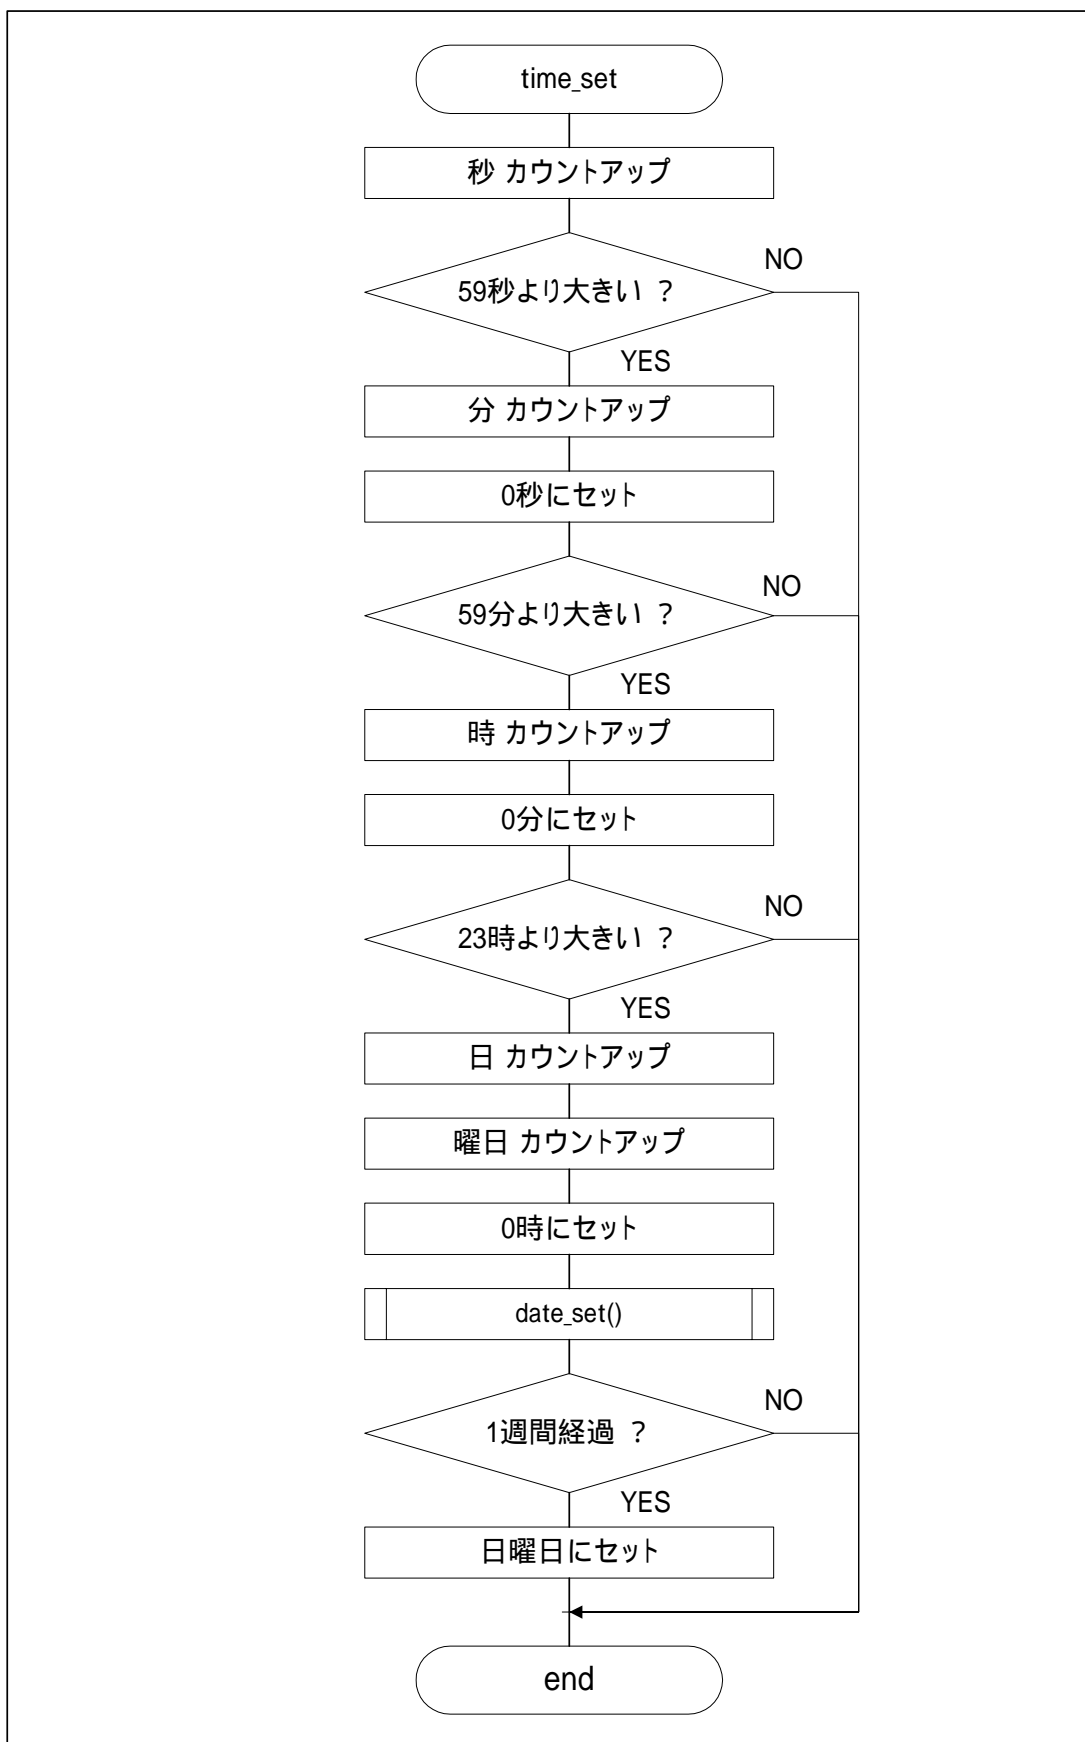 time_set
秒 カウントアップ
59秒より大きい ？
NO
YES
分 カウントアップ
0秒にセット
59分より大きい ？
NO
YES
時 カウントアップ
0分にセット
23時より大きい ？
NO
YES
日 カウントアップ
曜日 カウントアップ
0時にセット
date_set()
1週間経過 ？
NO
YES
日曜日にセット
end